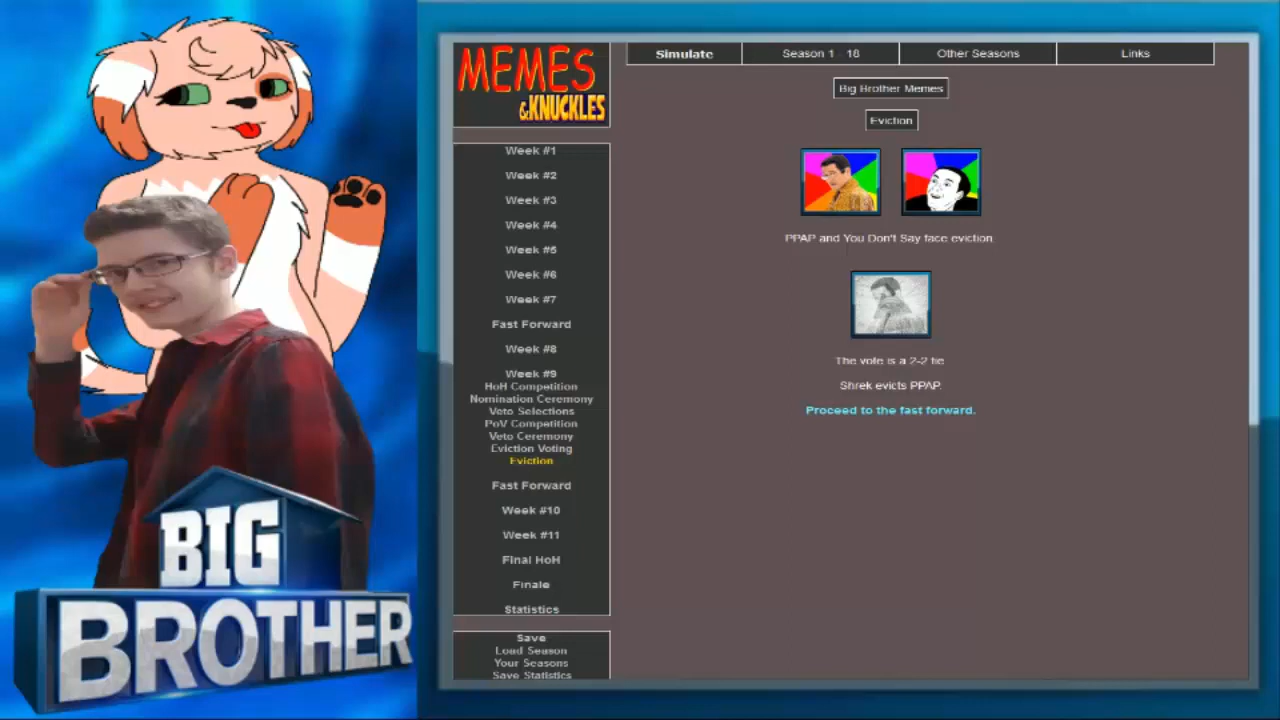 MEMES
&KNUCKLES
Simulate
Season 1 - 18
Other Seasons
Links
Big Brother Memes
Eviction
PPAP and You Don't Say face eviction.
The vote is a 2-2 tie
Shrek evicts PPAP.
Proceed to the fast forward.
Week #1
Week #2
Week #3
Week #4
Week #5
Week #6
Week #7
Fast Forward
Week #8
Week #9
HoH Competition
Nomination Ceremony
Veto Selections
PoV Competition
Veto Ceremony
Eviction Voting
Eviction
Fast Forward
Week #10
Week #11
Final HoH
Finale
Statistics
Save
Load Season
Your Seasons
Save Statistics
BIG
BROTHER